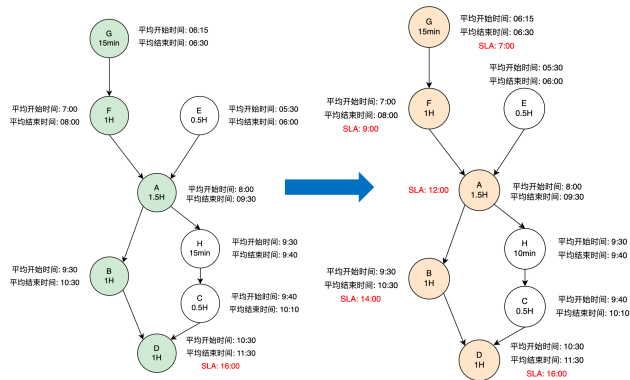 G
15min
平均开始时间: 06:15
平均结束时间: 06:30
平均开始时间: 7:00
平均结束时间: 08:00
F
1H
E
0.5H
平均开始时间: 05:30
平均结束时间: 06:00
A
1.5H
平均开始时间: 8:00
平均结束时间: 09:30
H
15min
平均开始时间: 9:30
平均结束时间: 9:40
平均开始时间: 9:30
平均结束时间: 10:30
B
1H
C
0.5H
平均开始时间: 9:40
平均结束时间: 10:10
D
1H
平均开始时间: 10:30
平均结束时间: 11:30
SLA: 16:00
G
15min
平均开始时间: 06:15
平均结束时间: 06:30
SLA: 7:00
平均开始时间: 05:30
平均结束时间: 06:00
平均开始时间: 7:00
平均结束时间: 08:00
SLA: 9:00
F
1H
E
0.5H
SLA: 12:00
A
1.5H
平均开始时间: 8:00
平均结束时间: 09:30
H
10min
平均开始时间: 9:30
平均结束时间: 9:40
平均开始时间: 9:30
平均结束时间: 10:30
SLA: 14:00
B
1H
C
0.5H
平均开始时间: 9:40
平均结束时间: 10:10
D
1H
平均开始时间: 10:30
平均结束时间: 11:30
SLA: 16:00